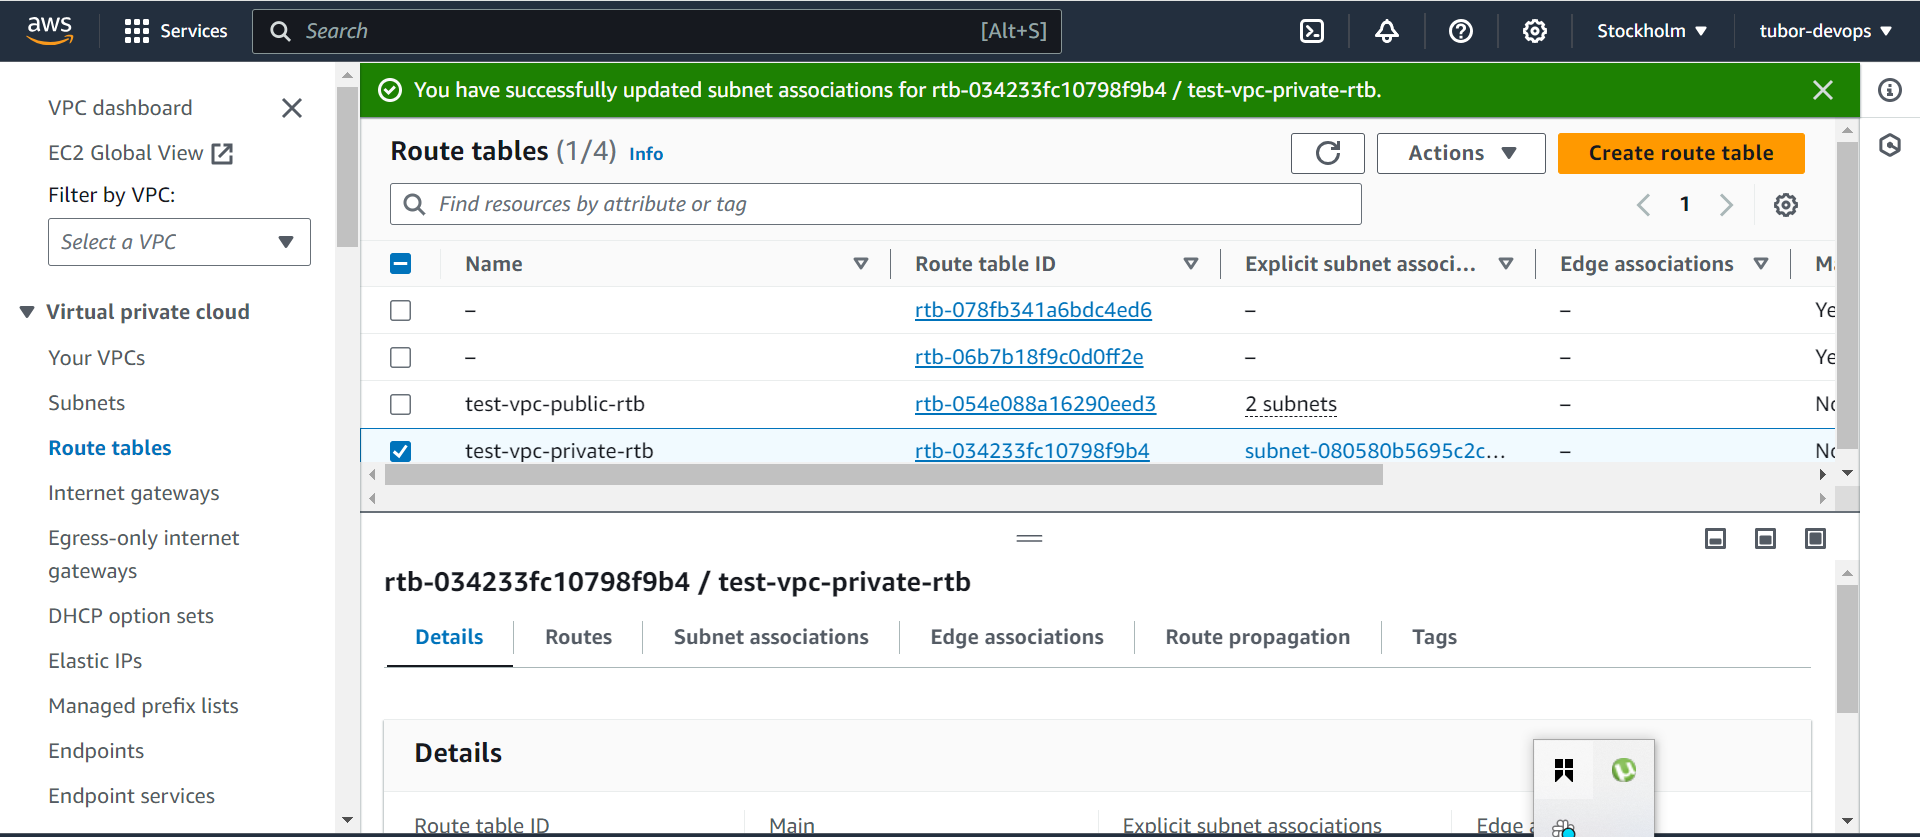 aws
Services
Search
[Alt+S]
Stockholm
tubor-devops
VPC dashboard
EC2 Global View
Filter by VPC:
Select a VPC
Virtual private cloud
Your VPCs
Subnets
Route tables
Internet gateways
Egress-only internet
gateways
DHCP option sets
Elastic IPs
Managed prefix lists
Endpoints
Endpoint services
You have successfully updated subnet associations for rtb-034233fc10798f9b4 / test-vpc-private-rtb.
Route tables (1/4) Info
Actions
Create route table
Find resources by attribute or tag
1
Name Route table ID Explicit subnet associ... Edge associations
– rtb-078fb341a6bdc4ed6 – – Ye
– rtb-06b7b18f9c0d0ff2e – – Ye
test-vpc-public-rtb rtb-054e088a16290eed3 2 subnets – No
test-vpc-private-rtb rtb-034233fc10798f9b4 subnet-080580b5695c2c... – No
rtb-034233fc10798f9b4 / test-vpc-private-rtb
Details Routes Subnet associations Edge associations Route propagation Tags
Details
Route table ID Main Explicit subnet associations Edge